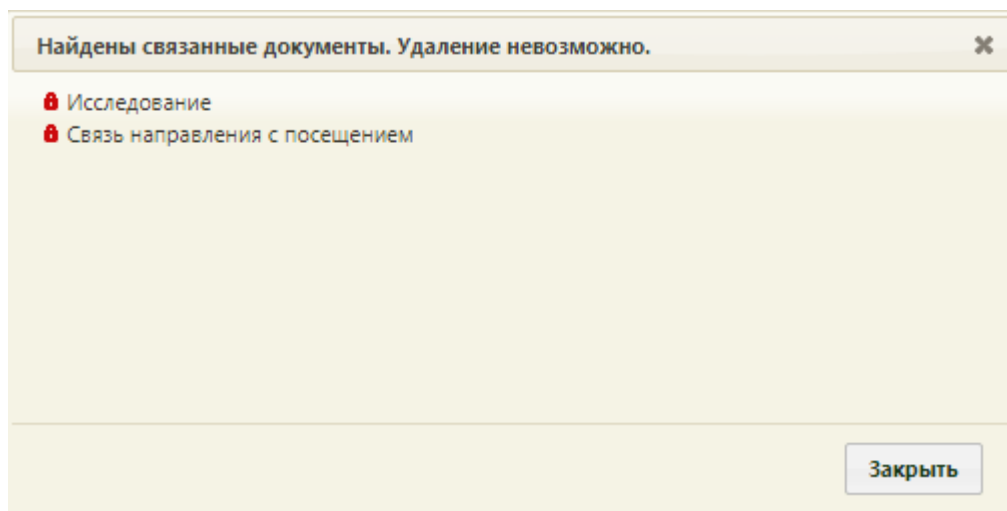 Найдены связанные документы. Удаление невозможно.
Исследование
Связь направления с посещением
Закрыть